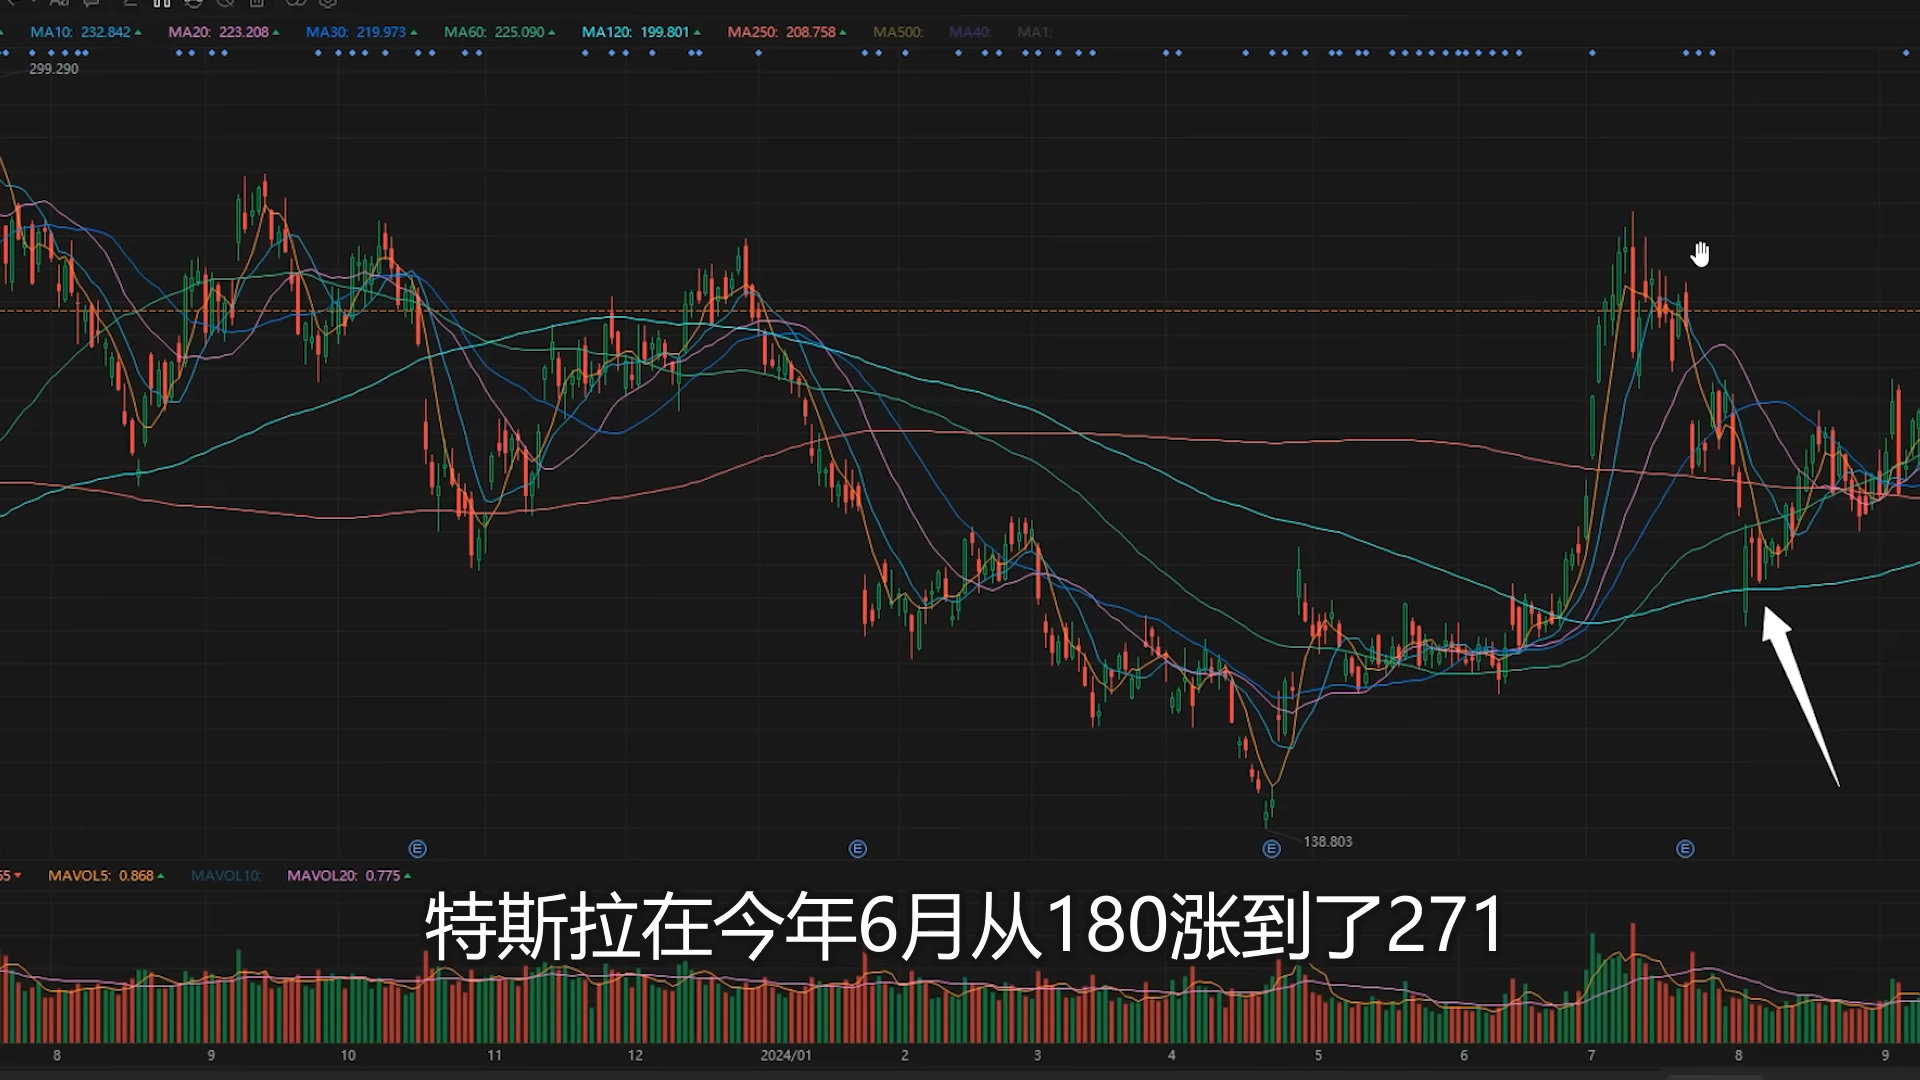 MA10: 232.842 MA20: 223.208 MA30: 219.973 MA60: 225.090 MA120: 199.801 MA250: 208.758 MA500: MA40: MA1:
299.290
138.803
E E E E
MAVOL5: 0.868 MAVOL10: MAVOL20: 0.775
特斯拉在今年6月从180涨到了271
8 9 10 11 12 2024/01 2 3 4 5 6 7 8 9